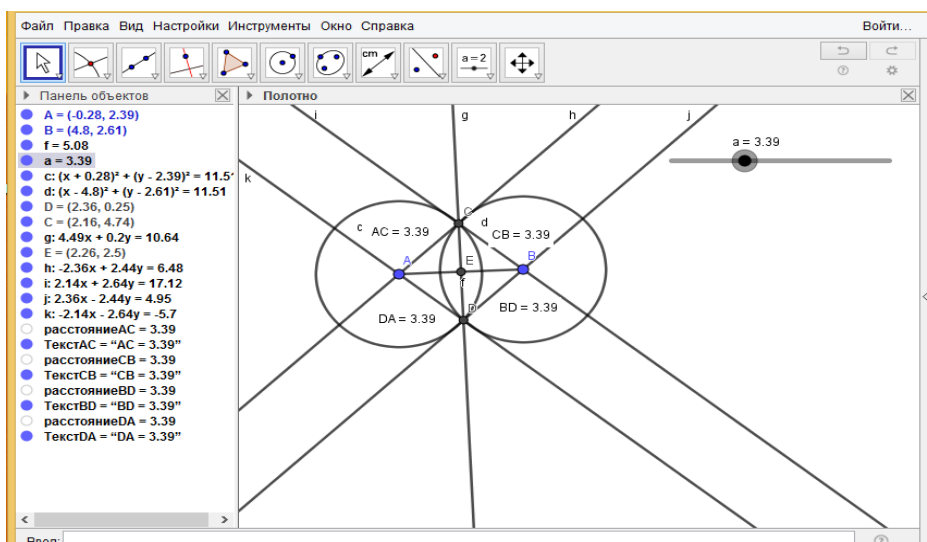 Файл Правка Вид Настройки Инструменты Окно Справка Войти...
cm
a = 2
Панель объектов
Полотно
A = (-0.28, 2.39)
B = (4.8, 2.61)
f = 5.08
a = 3.39
c: (x + 0.28)² + (y - 2.39)² = 11.51
d: (x - 4.8)² + (y - 2.61)² = 11.51
D = (2.36, 0.25)
C = (2.16, 4.74)
g: 4.49x + 0.2y = 10.64
E = (2.26, 2.5)
h: -2.36x + 2.44y = 6.48
i: 2.14x + 2.64y = 17.12
j: 2.36x - 2.44y = 4.95
k: -2.14x - 2.64y = -5.7
расстояниеAC = 3.39
ТекстAC = “AC = 3.39”
расстояниеCB = 3.39
ТекстCB = “CB = 3.39”
расстояниеBD = 3.39
ТекстBD = “BD = 3.39”
расстояниеDA = 3.39
ТекстDA = “DA = 3.39”
i g h j
a = 3.39
k
C
c AC = 3.39 d CB = 3.39
A E B
f
DA = 3.39 D BD = 3.39
Ввод: